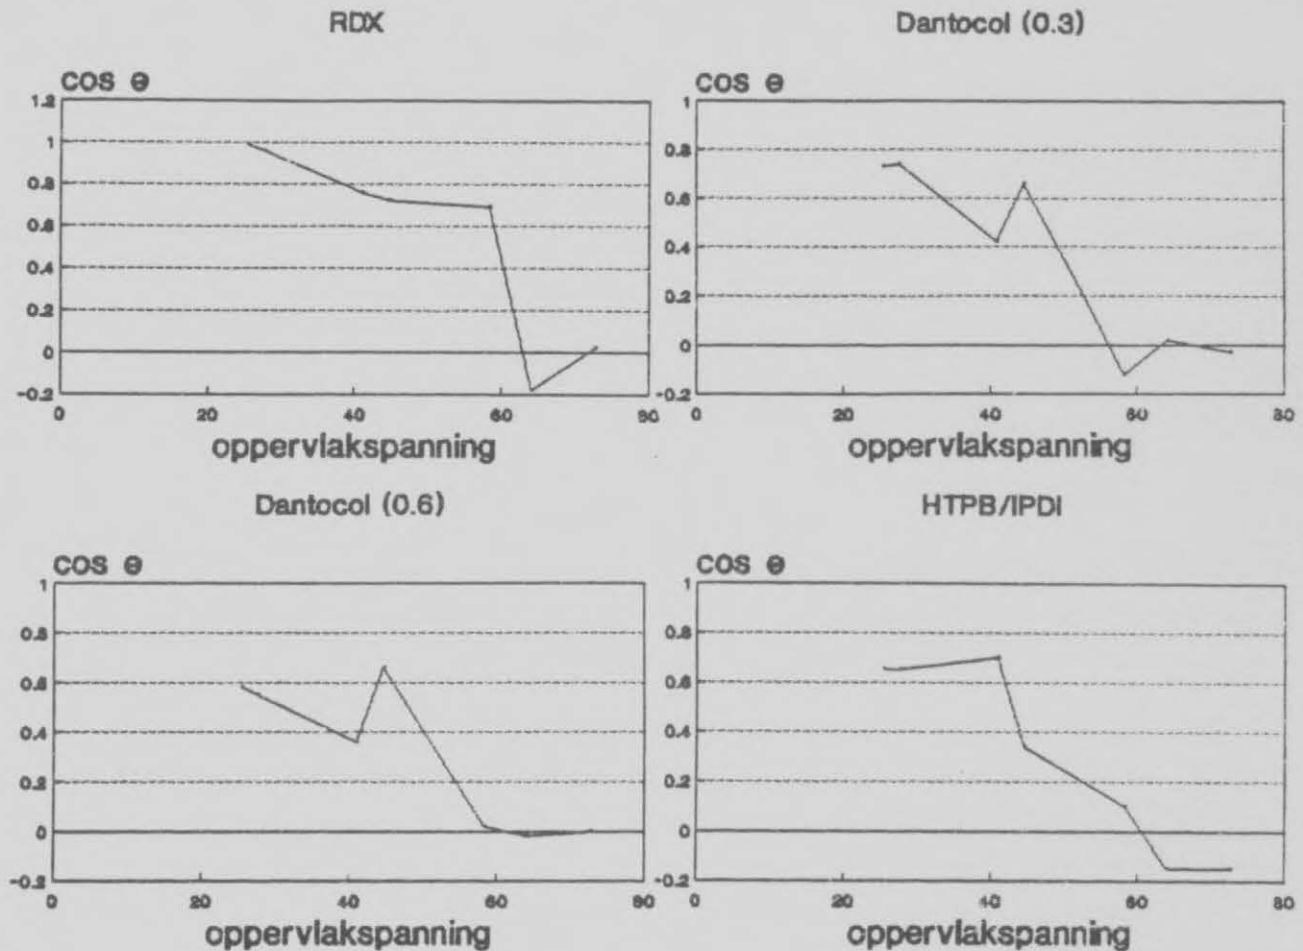 RDX
COS Θ
1.2
1
0.8
0.6
0.4
0.2
0
-0.2
0 20 40 60 80
oppervlakspanning
Dantocol (0.3)
COS Θ
1
0.8
0.6
0.4
0.2
0
-0.2
0 20 40 60 80
oppervlakspanning
Dantocol (0.6)
COS Θ
1
0.8
0.6
0.4
0.2
0
-0.2
0 20 40 60 80
oppervlakspanning
HTPB/IPDI
COS Θ
1
0.8
0.6
0.4
0.2
0
-0.2
0 20 40 60 80
oppervlakspanning